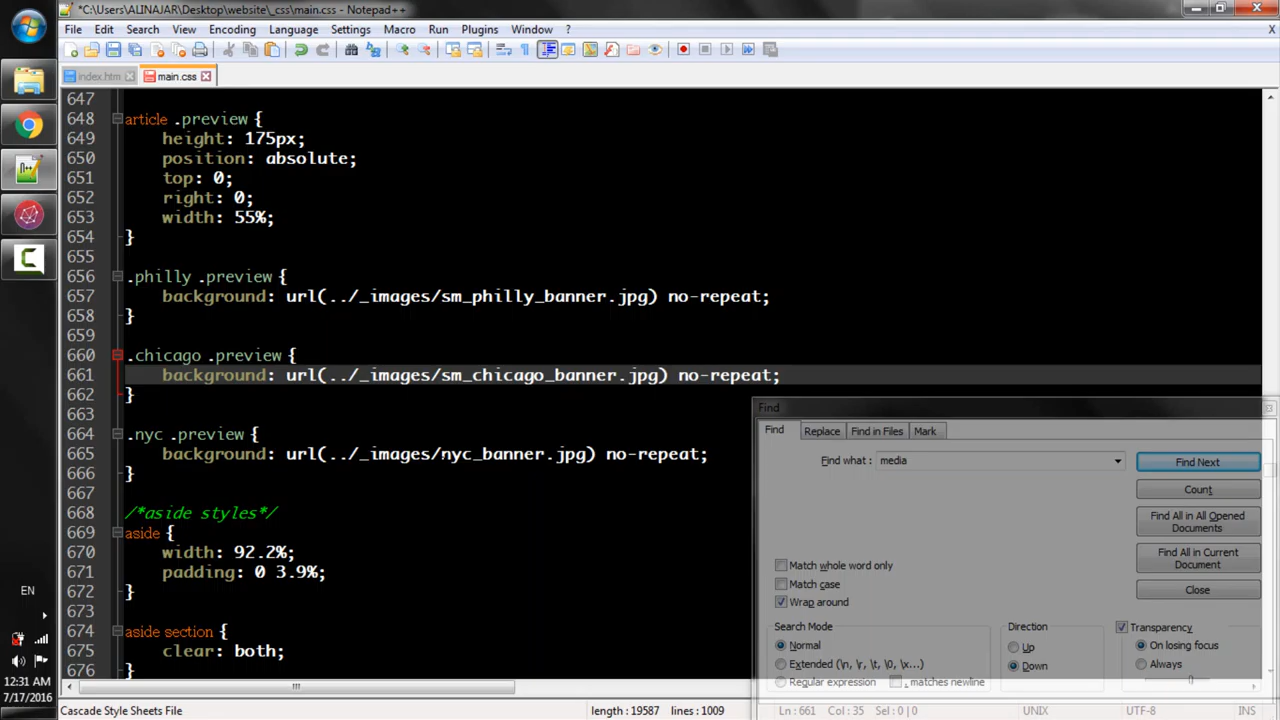 *C:\Users\ALINAJAR\Desktop\website\_css\main.css - Notepad++
File Edit Search View Encoding Language Settings Macro Run Plugins Window ? X
index.htm main.css
647
648 article .preview {
649 height: 175px;
650 position: absolute;
651 top: 0;
652 right: 0;
653 width: 55%;
654 }
655
656 .philly .preview {
657 background: url(../_images/sm_philly_banner.jpg) no-repeat;
658 }
659
660 .chicago .preview {
661 background: url(../_images/sm_chicago_banner.jpg) no-repeat;
662 }
663
664 .nyc .preview {
665 background: url(../_images/nyc_banner.jpg) no-repeat;
666 }
667
668 /*aside styles*/
669 aside {
670 width: 92.2%;
671 padding: 0 3.9%;
672 }
673
674 aside section {
675 clear: both;
676 }
Find
Find Replace Find in Files Mark
Find what : media
Find Next
Count
Find All in All Opened
Documents
Find All in Current
Document
Close
Match whole word only
Match case
Wrap around
Search Mode
Normal
Extended (\n, \r, \t, \0, \x...)
Regular expression . matches newline
Direction
Up
Down
Transparency
On losing focus
Always
Cascade Style Sheets File length : 19587 lines : 1009 Ln : 661 Col : 35 Sel : 0 | 0 UNIX UTF-8 INS
EN
12:31 AM
7/17/2016